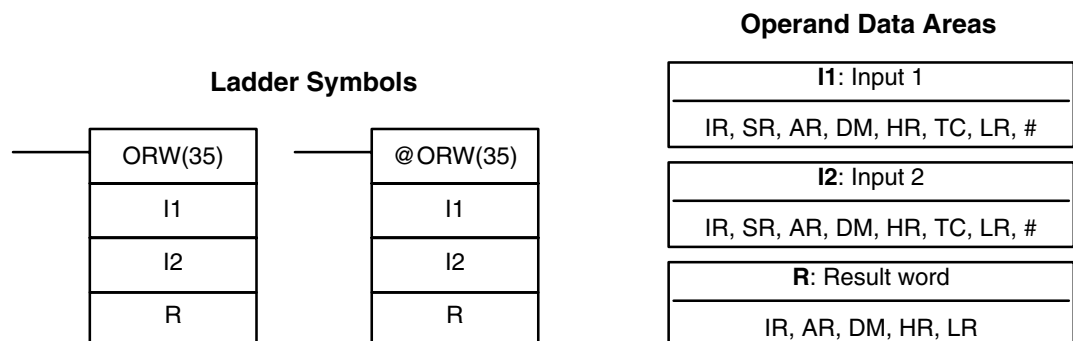 Ladder Symbols
ORW(35)
I1
I2
R
@ORW(35)
I1
I2
R
Operand Data Areas
I1: Input 1
IR, SR, AR, DM, HR, TC, LR, #
I2: Input 2
IR, SR, AR, DM, HR, TC, LR, #
R: Result word
IR, AR, DM, HR, LR